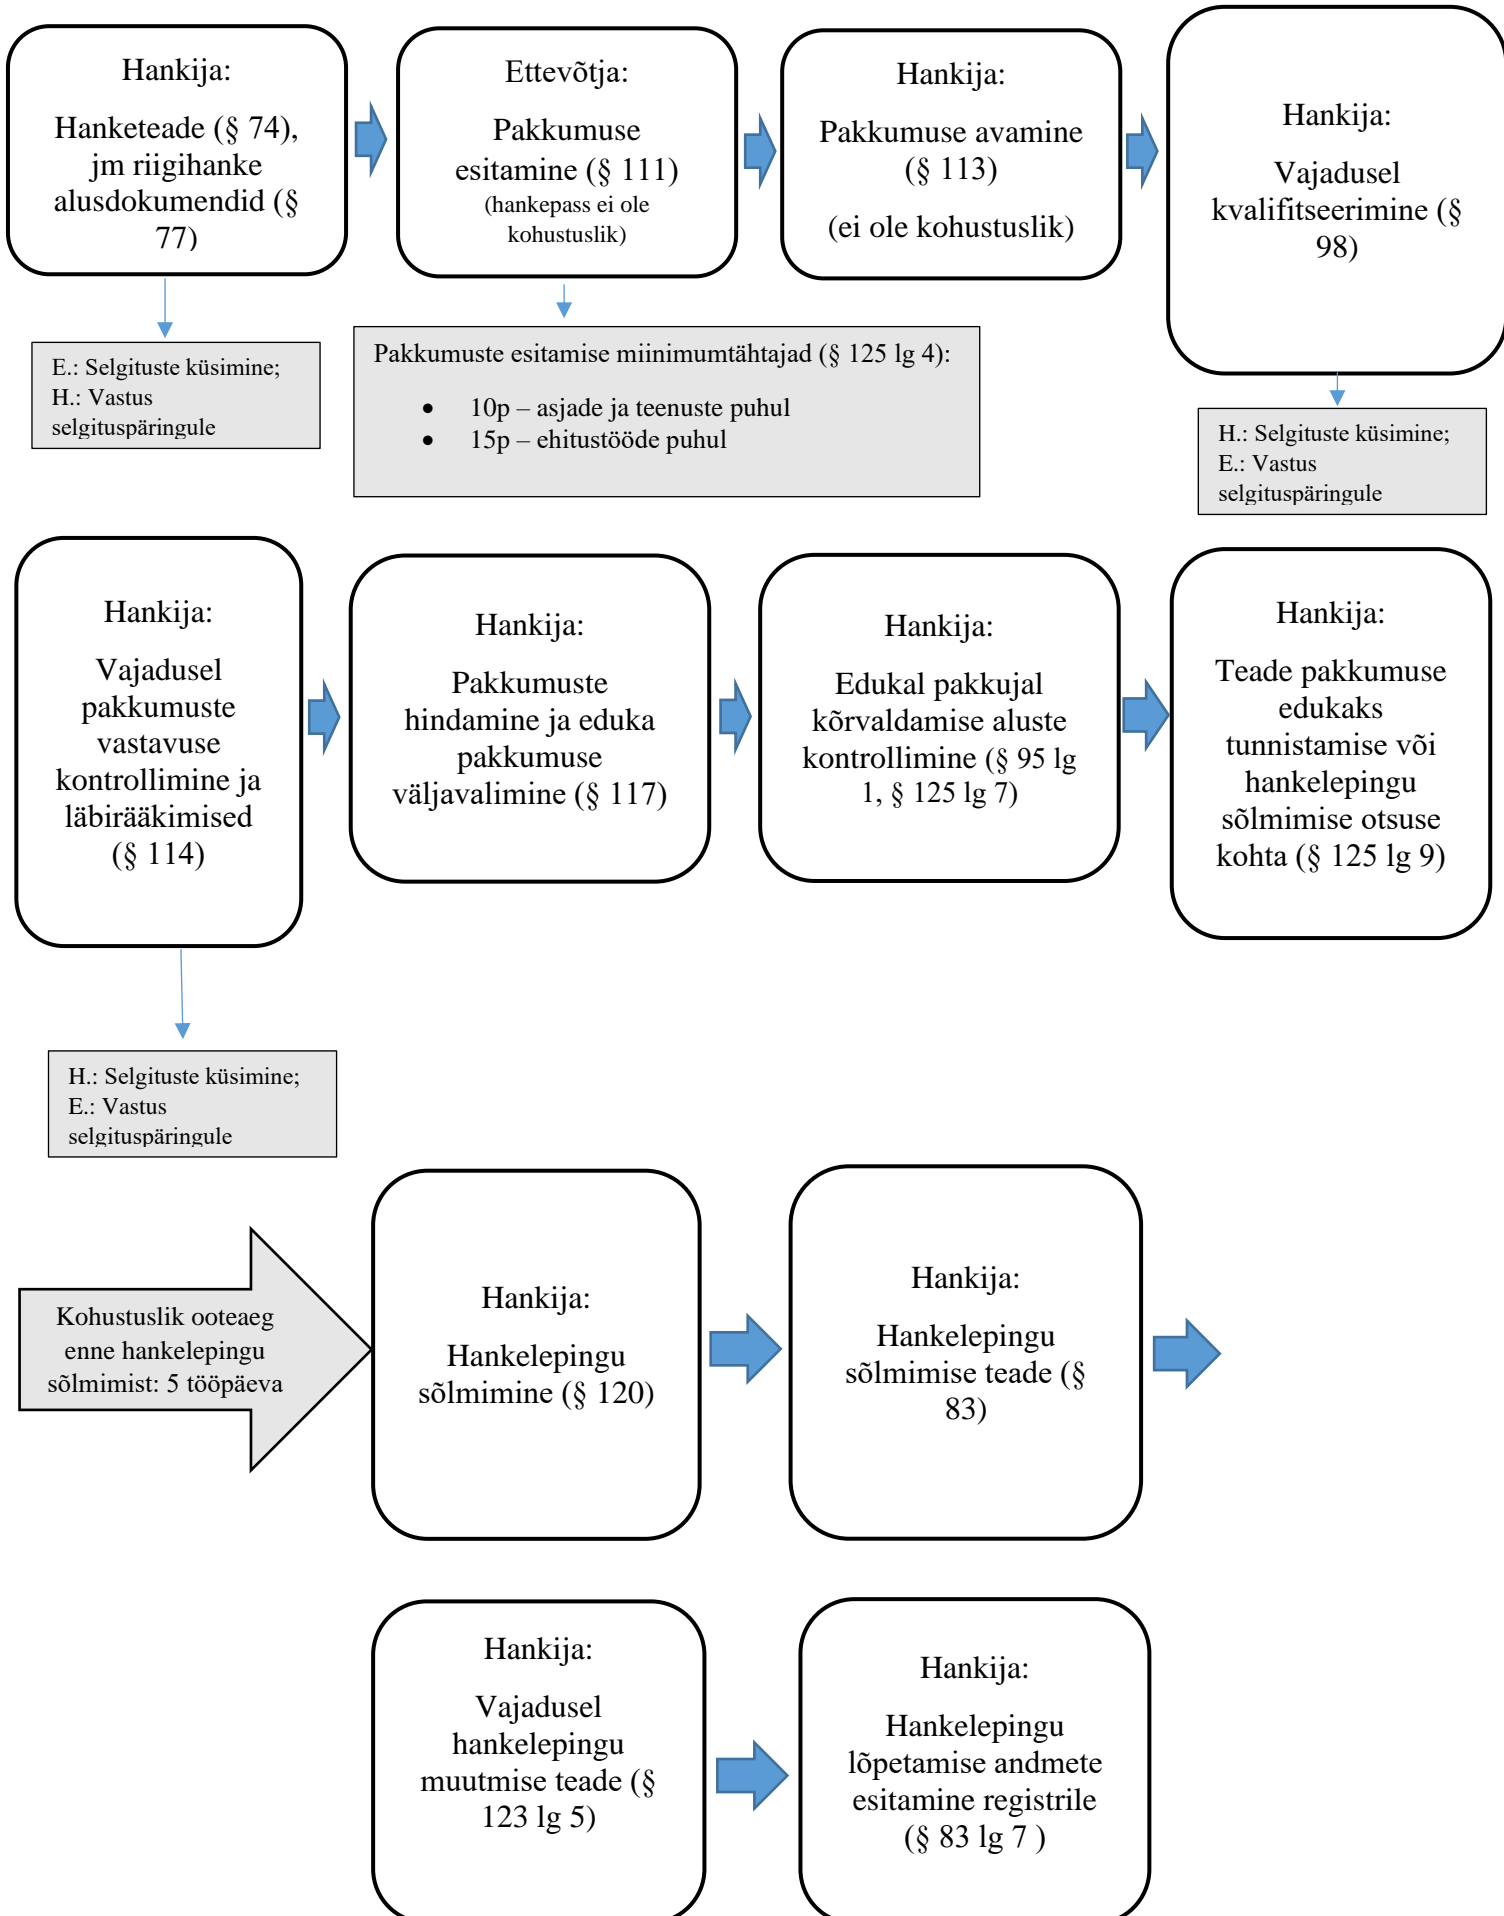 Hankija:
Hanketeade (§ 74),
jm riigihanke
alusdokumendid (§
77)
Ettevõtja:
Pakkumuse
esitamine (§ 111)
(hankepass ei ole
kohustuslik)
Hankija:
Pakkumuse avamine
(§ 113)
(ei ole kohustuslik)
Hankija:
Vajadusel
kvalifitseerimine (§
98)
E.: Selgituste küsimine;
H.: Vastus
selgituspäringule
Pakkumuste esitamise miinimumtähtajad (§ 125 lg 4):
• 10p – asjade ja teenuste puhul
• 15p – ehitustööde puhul
H.: Selgituste küsimine;
E.: Vastus
selgituspäringule
Hankija:
Vajadusel
pakkumuste
vastavuse
kontrollimine ja
läbirääkimised
(§ 114)
Hankija:
Pakkumuste
hindamine ja eduka
pakkumuse
väljavalimine (§ 117)
Hankija:
Edukal pakkujal
kõrvaldamise aluste
kontrollimine (§ 95 lg
1, § 125 lg 7)
Hankija:
Teade pakkumuse
edukaks
tunnistamise või
hankelepingu
sõlmimise otsuse
kohta (§ 125 lg 9)
H.: Selgituste küsimine;
E.: Vastus
selgituspäringule
Kohustuslik ooteaeg
enne hankelepingu
sõlmimist: 5 tööpäeva
Hankija:
Hankelepingu
sõlmimine (§ 120)
Hankija:
Hankelepingu
sõlmimise teade (§
83)
Hankija:
Vajadusel
hankelepingu
muutmise teade (§
123 lg 5)
Hankija:
Hankelepingu
lõpetamise andmete
esitamine registrile
(§ 83 lg 7 )